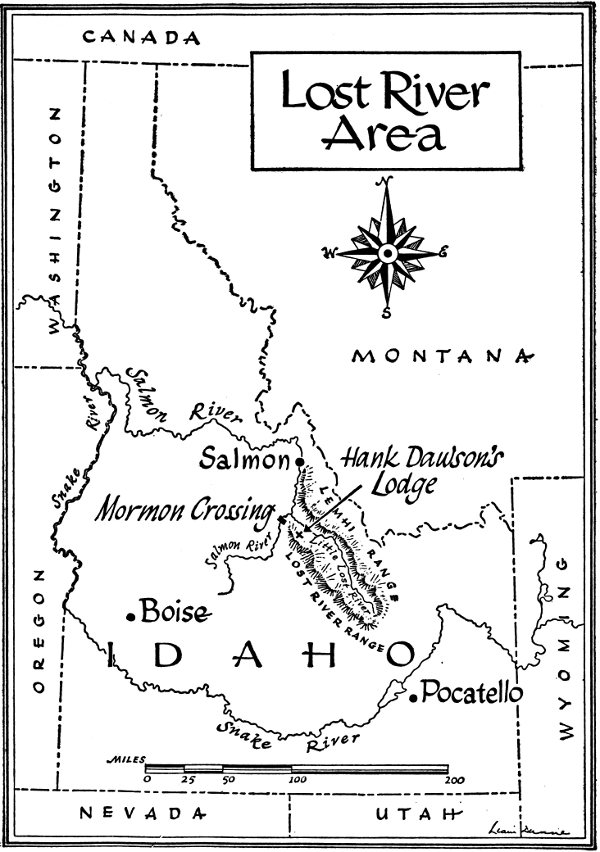 CANADA
Lost River
Area
WASHINGTON
N
W
E
S
MONTANA
Salmon
River
River
Snake
Salmon
Hank Dawson's
Lodge
LEMHI
RANGE
Mormon Crossing
Salmon River
Little Lost River
LOST RIVER RANGE
OREGON
Boise
IDAHO
WYOMING
Pocatello
Snake
River
MILES
0 25 50 100 200
NEVADA
UTAH